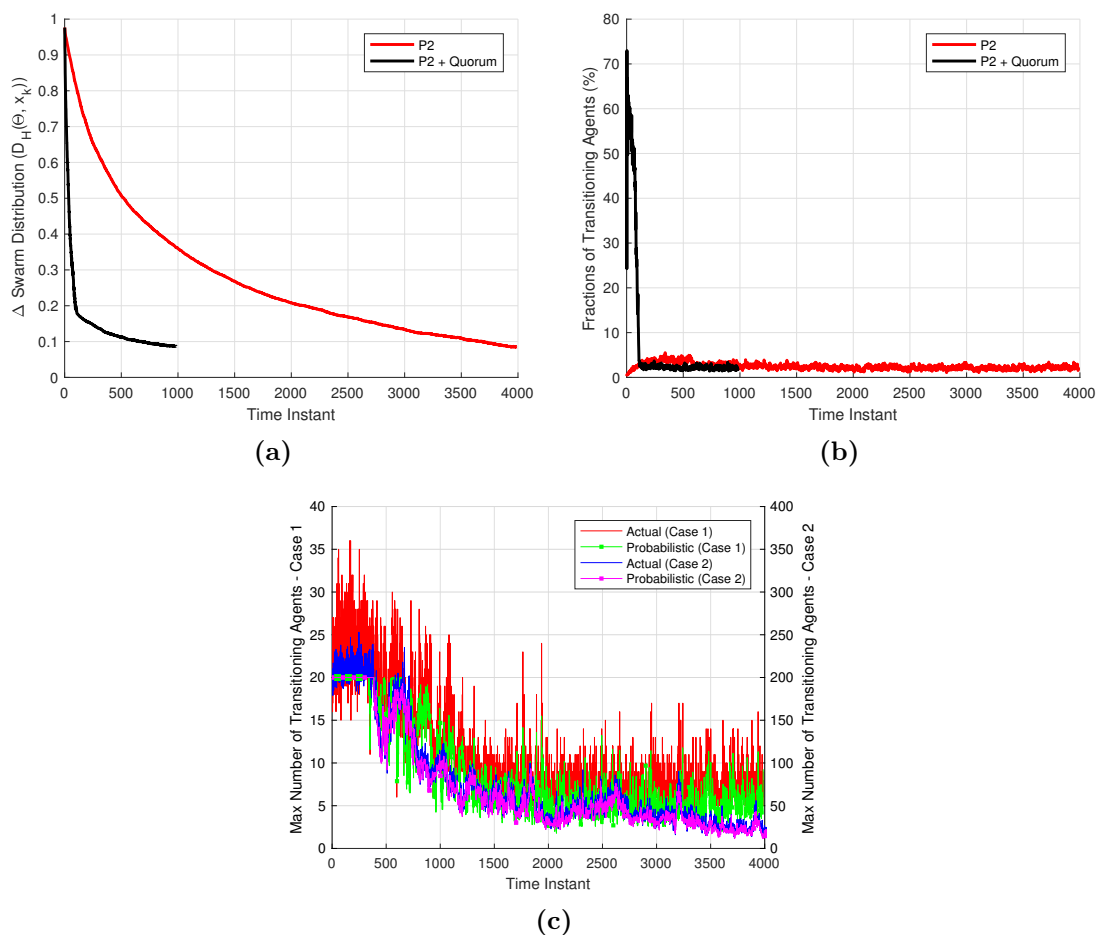 Δ Swarm Distribution (D_H(Θ, x_k))
1
0.9
0.8
0.7
0.6
0.5
0.4
0.3
0.2
0.1
0
P2
P2 + Quorum
0 500 1000 1500 2000 2500 3000 3500 4000
Time Instant
(a)
Fractions of Transitioning Agents (%)
80
70
60
50
40
30
20
10
0
P2
P2 + Quorum
0 500 1000 1500 2000 2500 3000 3500 4000
Time Instant
(b)
Max Number of Transitioning Agents - Case 1
40
35
30
25
20
15
10
5
0
Actual (Case 1)
Probabilistic (Case 1)
Actual (Case 2)
Probabilistic (Case 2)
400
350
300
250
200
150
100
50
0
Max Number of Transitioning Agents - Case 2
0 500 1000 1500 2000 2500 3000 3500 4000
Time Instant
(c)